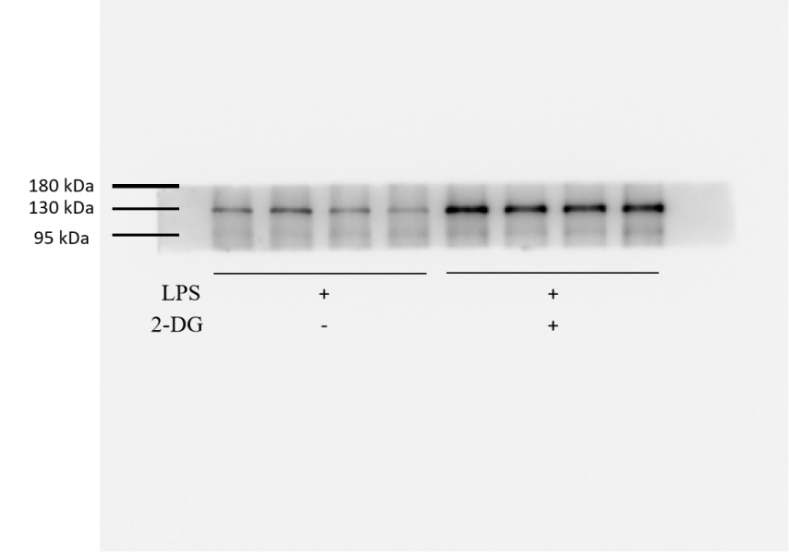 180 kDa
130 kDa
95 kDa
LPS + +
2-DG - +